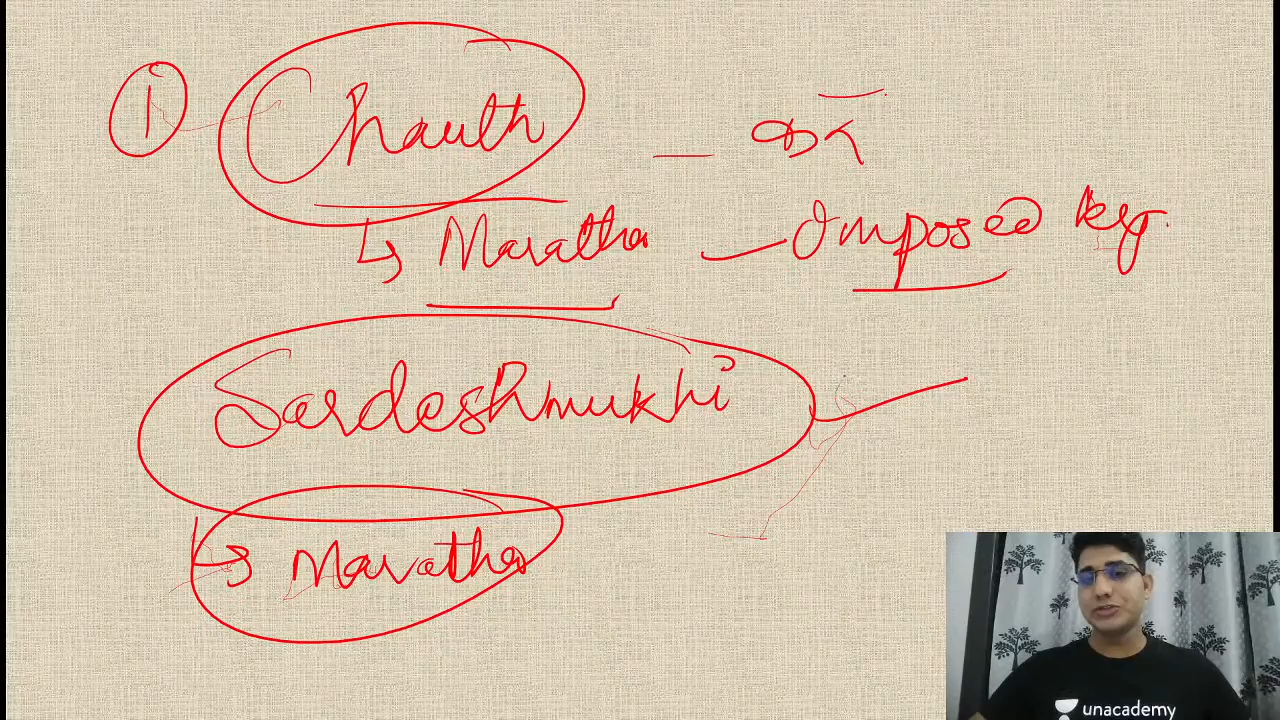 1 Chauth
कर
Maratha — Imposed by
Sardeshmukhi
Maratha
unacademy